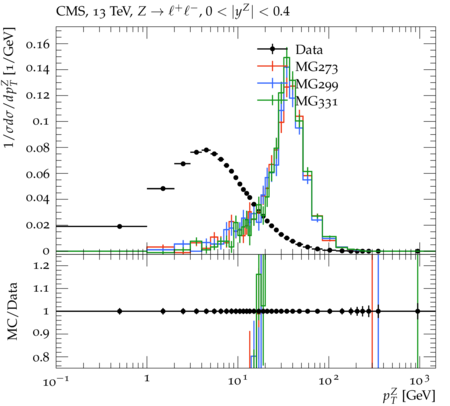 CMS, 13 TeV, Z → ℓ⁺ℓ⁻, 0 < |y^Z| < 0.4
1/σdσ/dp_T^Z [1/GeV]
0.16
0.14
0.12
0.1
0.08
0.06
0.04
0.02
0
Data
MG273
MG299
MG331
MC/Data
1.2
1.1
1
0.9
0.8
10⁻¹ 1 10¹ 10² 10³
p_T^Z [GeV]